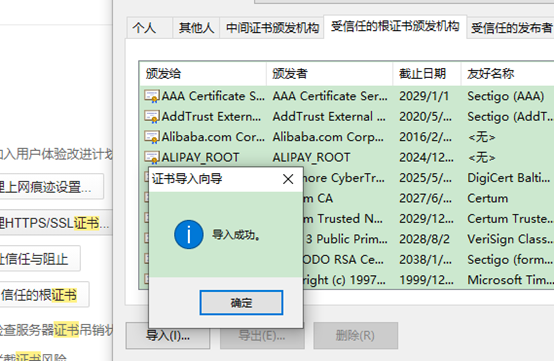 个人 其他人 中间证书颁发机构 受信任的根证书颁发机构 受信任的发布者
颁发给 颁发者 截止日期 友好名称
AAA Certificate S... AAA Certificate Ser... 2029/1/1 Sectigo (AAA)
AddTrust Extern... AddTrust External ... 2020/5/... Sectigo (AddT...
Alibaba.com Cor... Alibaba.com Corp... 2016/2/... <无>
ALIPAY_ROOT ALIPAY_ROOT 2024/12... <无>
more CyberTr... 2025/5/... DigiCert Balti...
m CA 2027/6/... Certum
m Trusted N... 2029/12... Certum Truste...
3 Public Prim... 2028/8/2 VeriSign Class...
ODO RSA Ce... 2038/1/... Sectigo (form...
right (c) 1997... 1999/12... Microsoft Tim...
证书导入向导
导入成功。
确定
导入(I)... 导出(E)... 删除(R)
加入用户体验改进计划
理上网痕迹设置...
理HTTPS/SSL证书...
止信任与阻止
信任的根证书
检查服务器证书吊销状
拦截证书风险